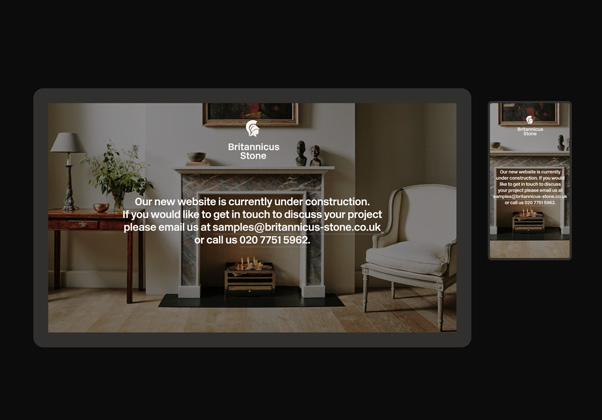 Britannicus
Stone
Our new website is currently under construction.
If you would like to get in touch to discuss your project
please email us at samples@britannicus-stone.co.uk
or call us 020 7751 5962.
Britannicus
Stone
Our new website is currently
under construction. If you would
like to get in touch to discuss
your project please email us at
samples@britannicus-stone.co.uk
or call us 020 7751 5962.